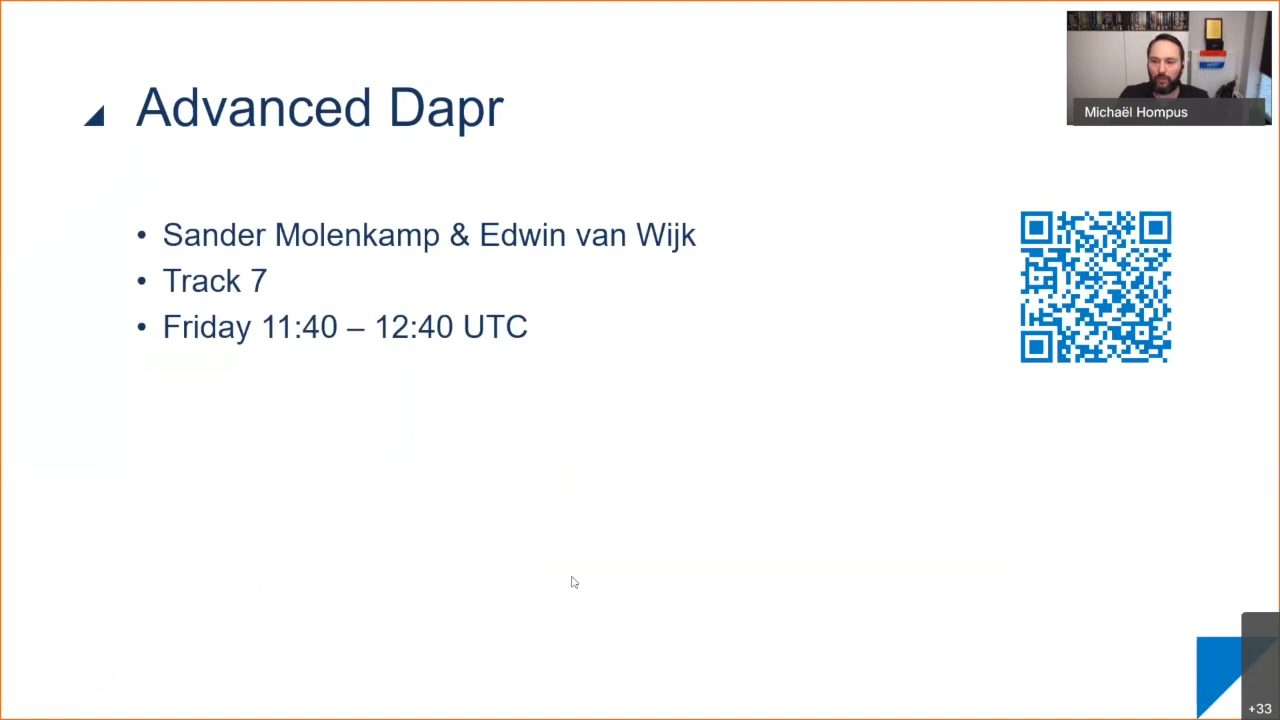 Advanced Dapr
Michaël Hompus
• Sander Molenkamp & Edwin van Wijk
• Track 7
• Friday 11:40 – 12:40 UTC
+33